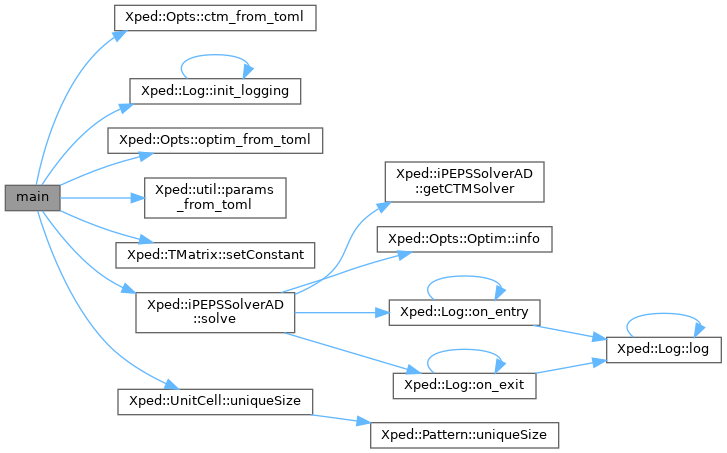 main
Xped::Opts::ctm_from_toml
Xped::Log::init_logging
Xped::Opts::optim_from_toml
Xped::util::params
_from_toml
Xped::TMatrix::setConstant
Xped::iPEPSSolverAD
::solve
Xped::UnitCell::uniqueSize
Xped::iPEPSSolverAD
::getCTMSolver
Xped::Opts::Optim::info
Xped::Log::on_entry
Xped::Log::on_exit
Xped::Pattern::uniqueSize
Xped::Log::log